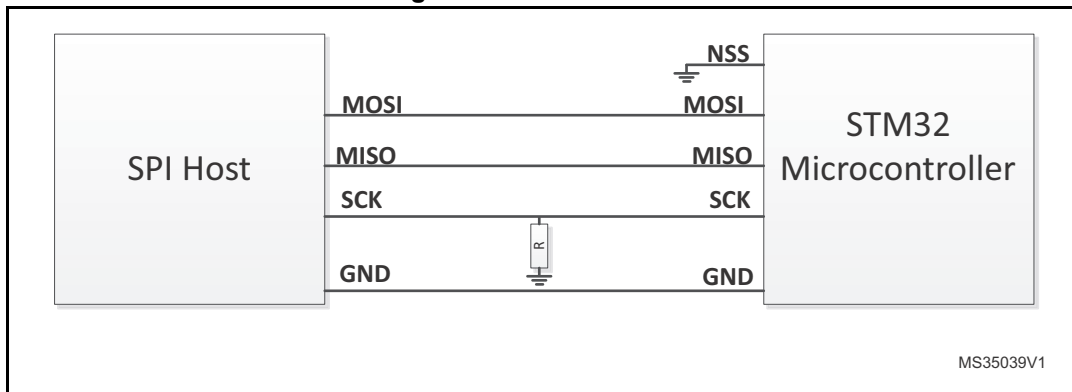 g
NSS
MOSI MOSI
STM32
SPI Host MISO MISO Microcontroller
SCK SCK
R
GND GND
MS35039V1